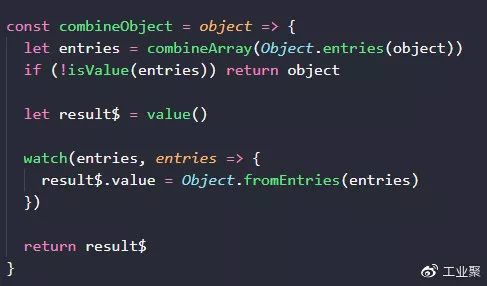 const combineObject = object => {
  let entries = combineArray(Object.entries(object))
  if (!isValue(entries)) return object

  let result$ = value()

  watch(entries, entries => {
    result$.value = Object.fromEntries(entries)
  })

  return result$
}
工业聚